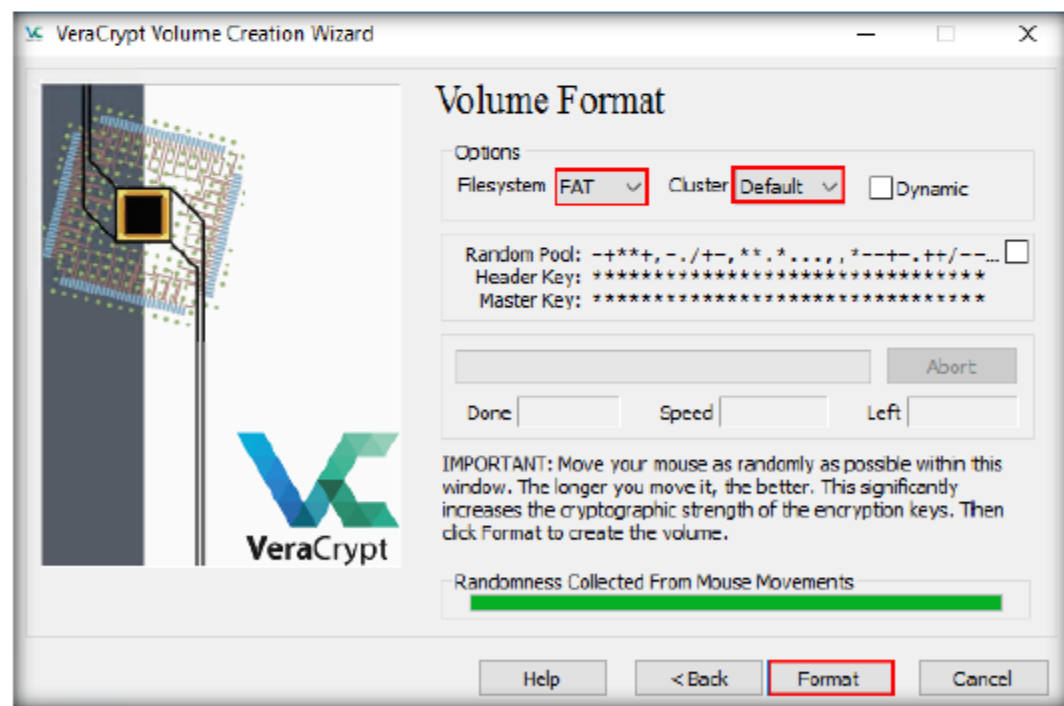 VeraCrypt Volume Creation Wizard
Volume Format
Options
Filesystem FAT Cluster Default Dynamic
Random Pool: -+**+,-./+-,**.*...,,*--+-.++/--...
Header Key: ********************************
Master Key: ********************************
Abort
Done Speed Left
IMPORTANT: Move your mouse as randomly as possible within this
window. The longer you move it, the better. This significantly
increases the cryptographic strength of the encryption keys. Then
click Format to create the volume.
VeraCrypt
Randomness Collected From Mouse Movements
Help < Back Format Cancel